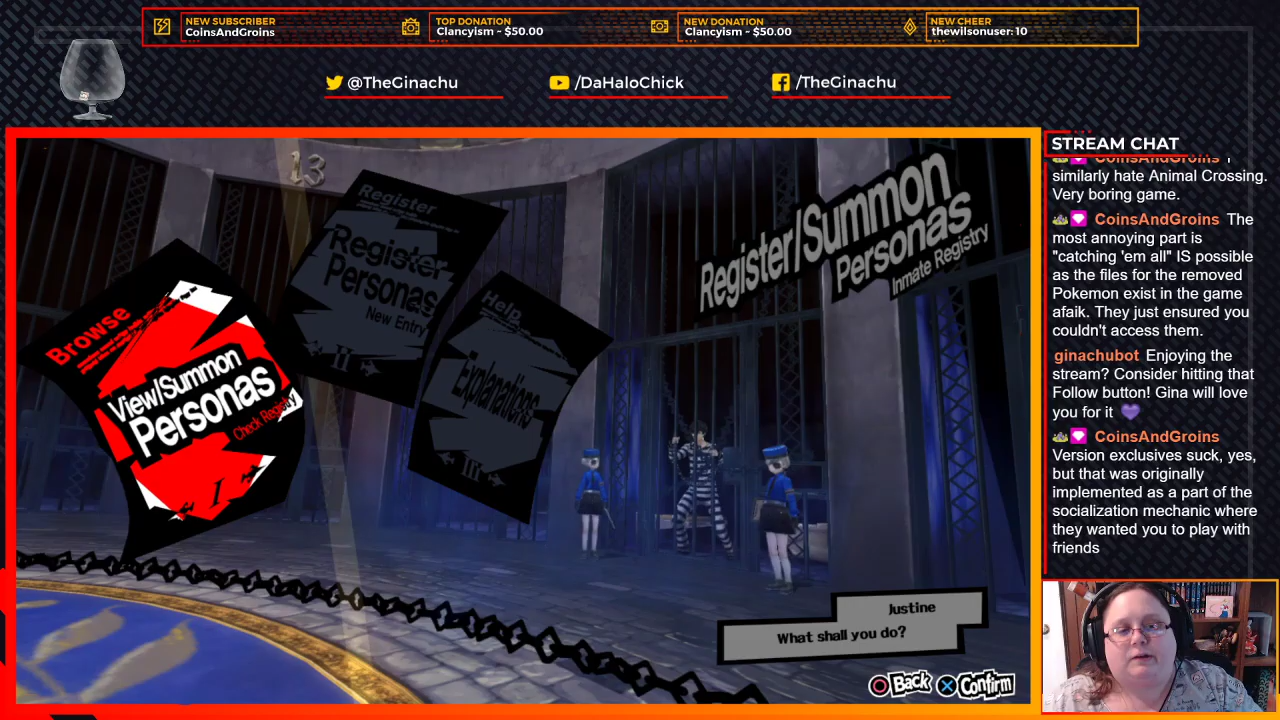 NEW SUBSCRIBER
CoinsAndGroins
TOP DONATION
Clancyism ~ $50.00
NEW DONATION
Clancyism ~ $50.00
NEW CHEER
thewilsonuser: 10
@TheGinachu
/DaHaloChick
/TheGinachu
13
Browse
View/Summon
Personas
Check Registry
I
Register
Register
Personas
New Entry
II
Help
Explanations
III
Register/Summon
Personas
Inmate Registry
Justine
What shall you do?
Back
Confirm
STREAM CHAT
CoinsAndGroins I
similarly hate Animal Crossing.
Very boring game.
CoinsAndGroins The
most annoying part is
"catching 'em all" IS possible
as the files for the removed
Pokemon exist in the game
afaik. They just ensured you
couldn't access them.
ginachubot Enjoying the
stream? Consider hitting that
Follow button! Gina will love
you for it
CoinsAndGroins
Version exclusives suck, yes,
but that was originally
implemented as a part of the
socialization mechanic where
they wanted you to play with
friends